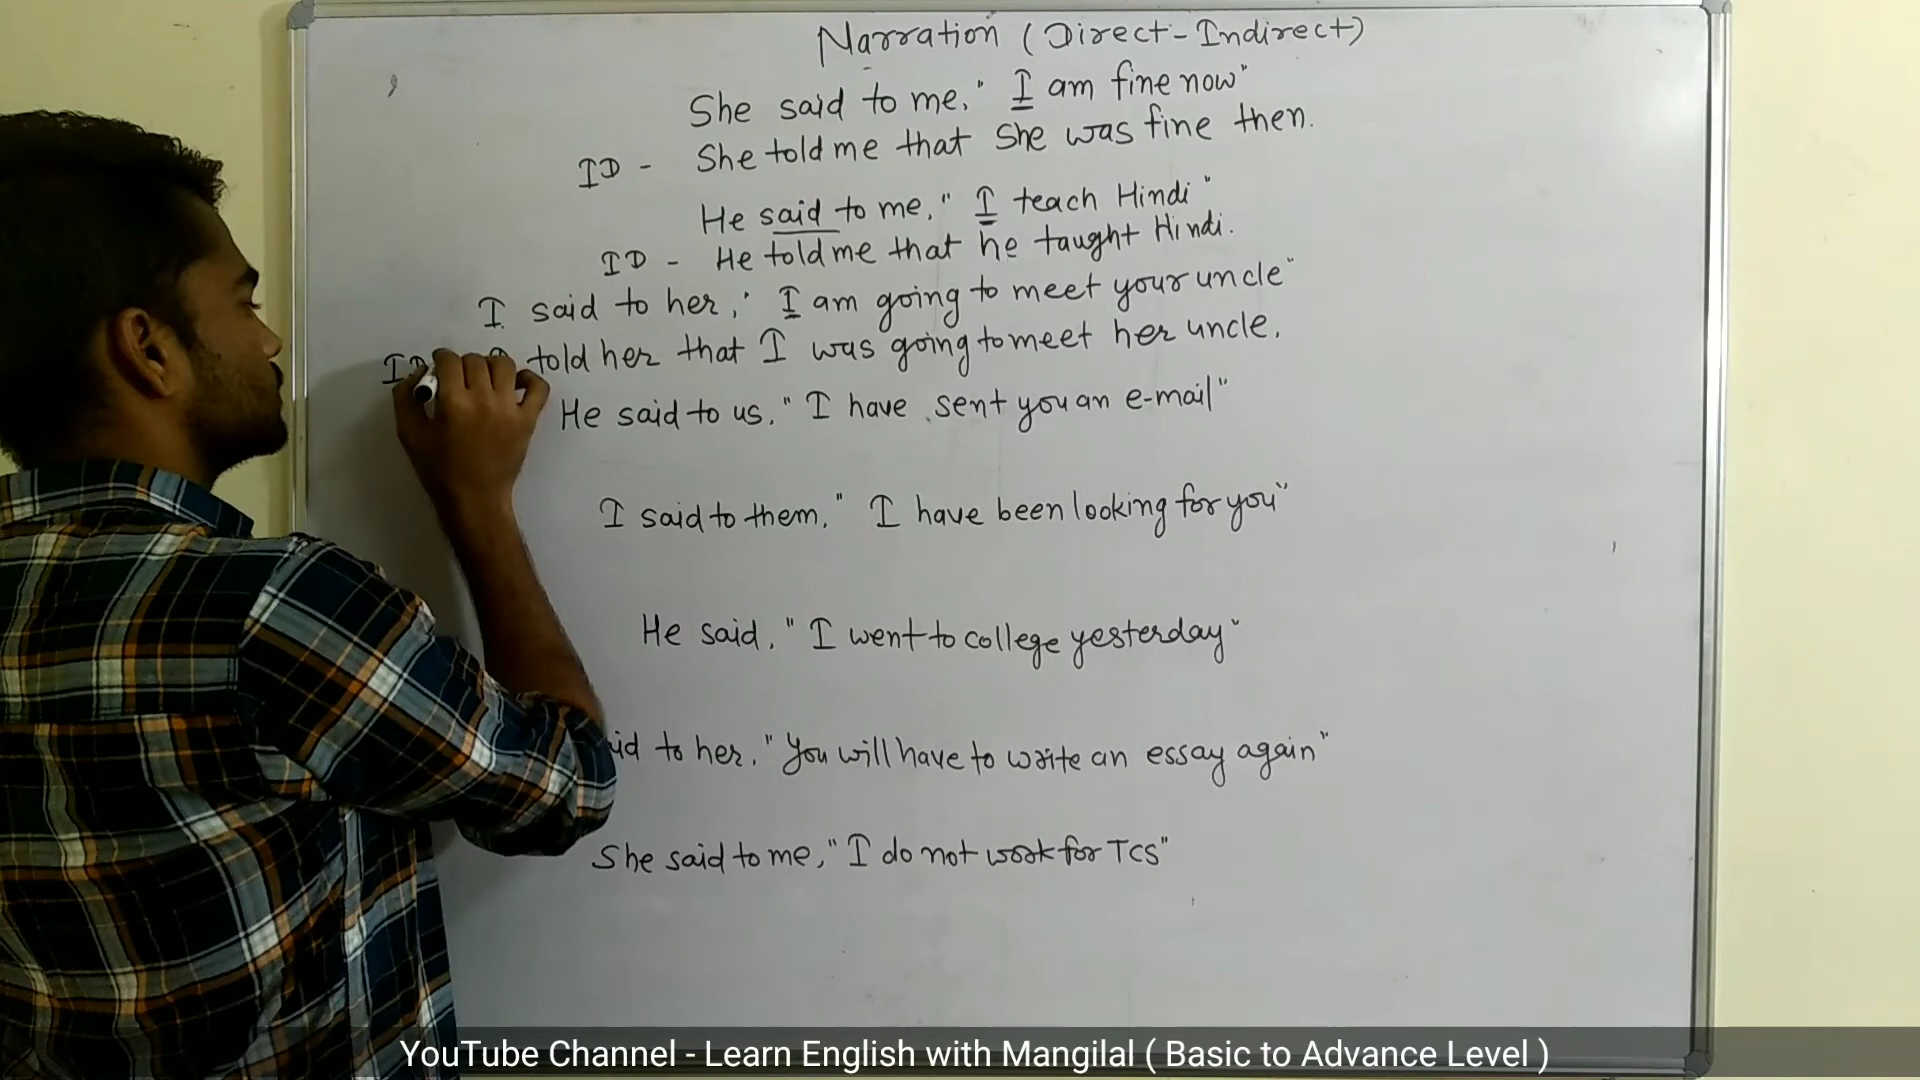 Narration (Direct-Indirect)
She said to me, "I am fine now"
ID - She told me that she was fine then.
He said to me, "I teach Hindi"
ID - He told me that he taught Hindi.
I said to her, "I am going to meet your uncle"
told her that I was going to meet her uncle.
He said to us, "I have sent you an e-mail"
I said to them, "I have been looking for you"
He said, "I went to college yesterday"
to her, "You will have to write an essay again"
She said to me, "I do not work for TCS"
YouTube Channel - Learn English with Mangilal ( Basic to Advance Level )